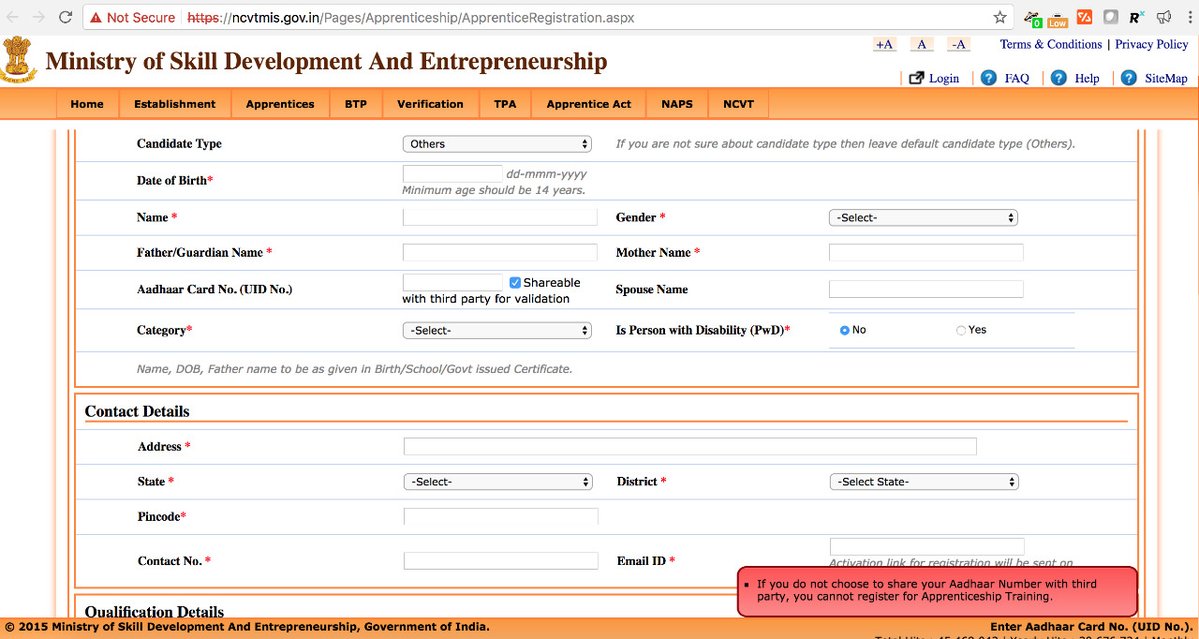 Not Secure https://ncvtmis.gov.in/Pages/Apprenticeship/ApprenticeRegistration.aspx
0 Low R
+A A -A Terms & Conditions | Privacy Policy
Ministry of Skill Development And Entrepreneurship
Login FAQ Help SiteMap
Home Establishment Apprentices BTP Verification TPA Apprentice Act NAPS NCVT
Candidate Type Others If you are not sure about candidate type then leave default candidate type (Others).
Date of Birth* dd-mmm-yyyy
Minimum age should be 14 years.
Name * Gender * -Select-
Father/Guardian Name * Mother Name *
Aadhaar Card No. (UID No.) Shareable
with third party for validation Spouse Name
Category* -Select- Is Person with Disability (PwD)* No Yes
Name, DOB, Father name to be as given in Birth/School/Govt issued Certificate.
Contact Details
Address *
State * -Select- District * -Select State-
Pincode*
Contact No. * Email ID *
Activation link for registration will be sent on
If you do not choose to share your Aadhaar Number with third
party, you cannot register for Apprenticeship Training.
Qualification Details
© 2015 Ministry of Skill Development And Entrepreneurship, Government of India. Enter Aadhaar Card No. (UID No.).